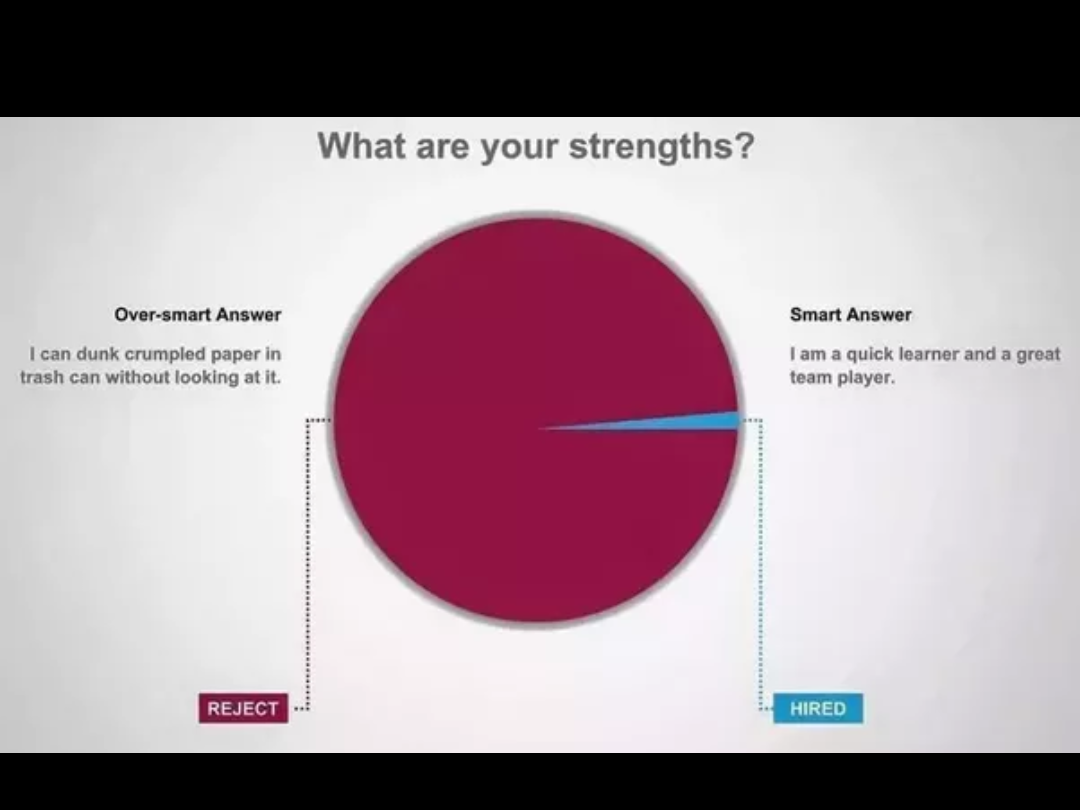 What are your strengths?
Over-smart Answer
I can dunk crumpled paper in
trash can without looking at it.
Smart Answer
I am a quick learner and a great
team player.
REJECT
HIRED